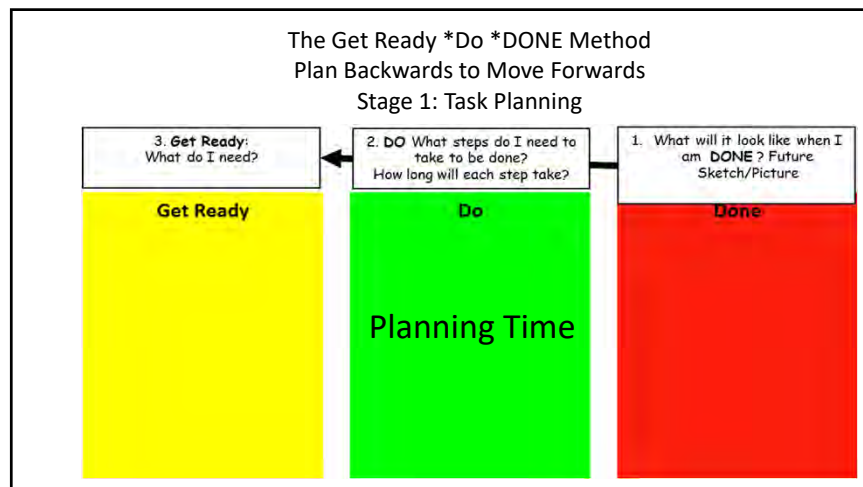 The Get Ready *Do *DONE Method
Plan Backwards to Move Forwards
Stage 1: Task Planning
3. Get Ready:
What do I need?
2. DO What steps do I need to
take to be done?
How long will each step take?
1. What will it look like when I
am DONE? Future
Sketch/Picture
Get Ready
Do
Done
Planning Time